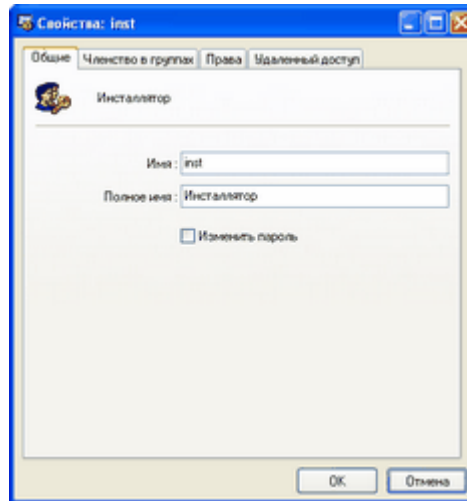 Свойства: inst
Общие Членство в группах Права Удаленный доступ
Инсталлятор
Имя : inst
Полное имя : Инсталлятор
Изменить пароль
OK Отмена